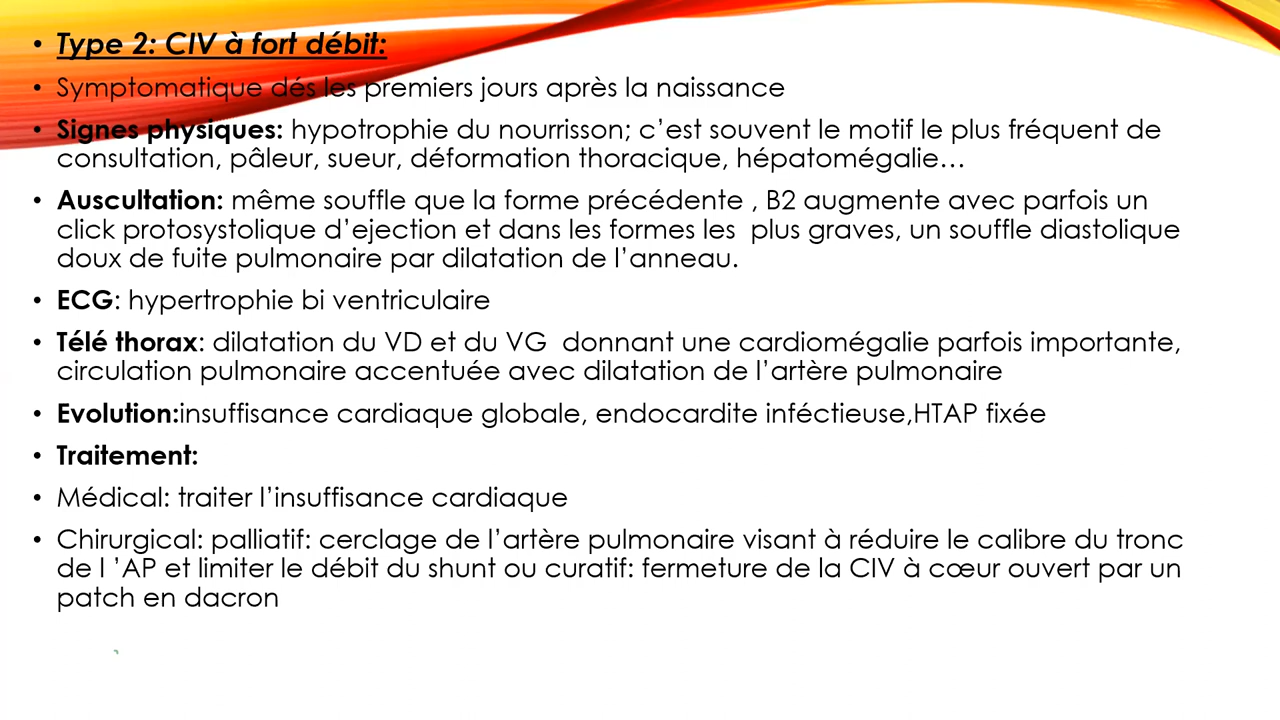 • Type 2: CIV à fort débit:
• Symptomatique dés les premiers jours après la naissance
• Signes physiques: hypotrophie du nourrisson; c’est souvent le motif le plus fréquent de
consultation, pâleur, sueur, déformation thoracique, hépatomégalie…
• Auscultation: même souffle que la forme précédente , B2 augmente avec parfois un
click protosystolique d’ejection et dans les formes les  plus graves, un souffle diastolique
doux de fuite pulmonaire par dilatation de l’anneau.
• ECG: hypertrophie bi ventriculaire
• Télé thorax: dilatation du VD et du VG  donnant une cardiomégalie parfois importante,
circulation pulmonaire accentuée avec dilatation de l’artère pulmonaire
• Evolution:insuffisance cardiaque globale, endocardite inféctieuse,HTAP fixée
• Traitement:
• Médical: traiter l’insuffisance cardiaque
• Chirurgical: palliatif: cerclage de l’artère pulmonaire visant à réduire le calibre du tronc
de l ’AP et limiter le débit du shunt ou curatif: fermeture de la CIV à cœur ouvert par un
patch en dacron